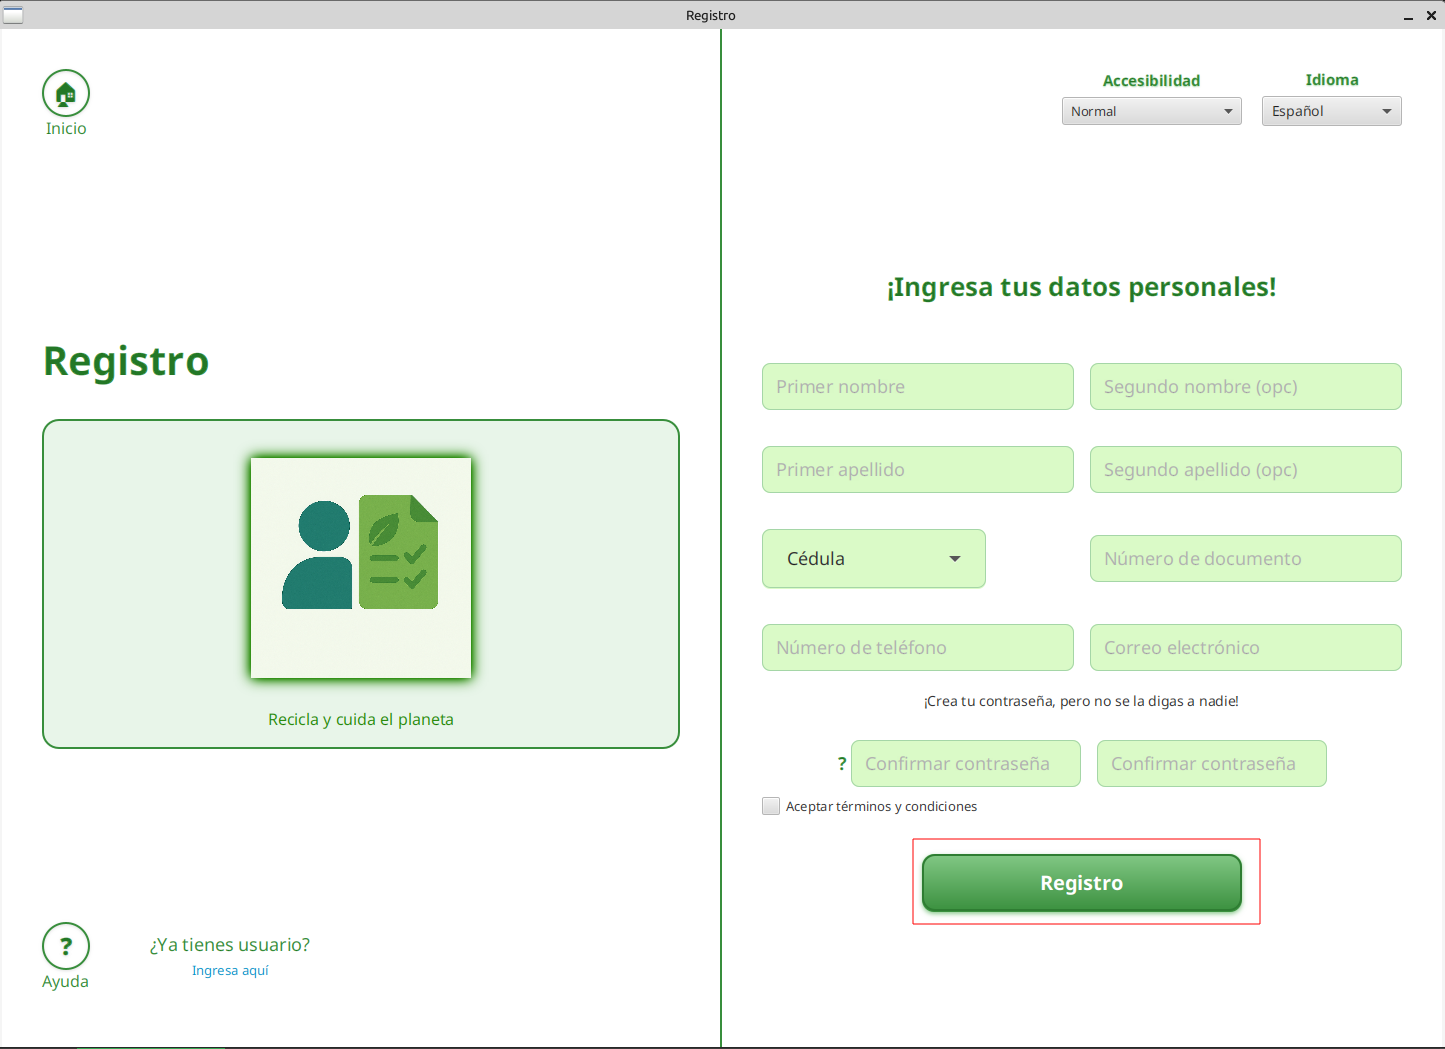 Registro
Inicio
Accesibilidad
Idioma
Normal
Español
¡Ingresa tus datos personales!
Registro
Primer nombre
Segundo nombre (opc)
Primer apellido
Segundo apellido (opc)
Cédula
Número de documento
Número de teléfono
Correo electrónico
¡Crea tu contraseña, pero no se la digas a nadie!
Recicla y cuida el planeta
? Confirmar contraseña
Confirmar contraseña
Aceptar términos y condiciones
Registro
?
Ayuda
¿Ya tienes usuario?
Ingresa aquí